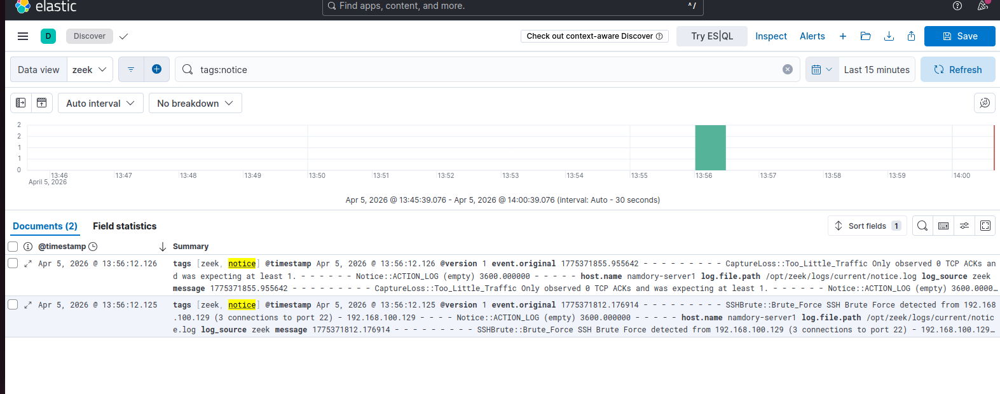 elastic
Find apps, content, and more.
^/
D
Discover
Check out context-aware Discover
Try ES|QL
Inspect
Alerts
Save
Data view
zeek
tags:notice
Last 15 minutes
Refresh
Auto interval
No breakdown
2
2
1
1
0
13:46 13:47 13:48 13:49 13:50 13:51 13:52 13:53 13:54 13:55 13:56 13:57 13:58 13:59 14:00
April 5, 2026
Apr 5, 2026 @ 13:45:39.076 - Apr 5, 2026 @ 14:00:39.076 (interval: Auto - 30 seconds)
Documents (2)
Field statistics
Sort fields 1
@timestamp
Summary
Apr 5, 2026 @ 13:56:12.126
tags [zeek, notice] @timestamp Apr 5, 2026 @ 13:56:12.126 @version 1 event.original 1775371855.955642 - - - - - - - - - CaptureLoss::Too_Little_Traffic Only observed 0 TCP ACKs an
d was expecting at least 1. - - - - - - Notice::ACTION_LOG (empty) 3600.000000 - - - - - host.name namdory-server1 log.file.path /opt/zeek/logs/current/notice.log log_source zeek
message 1775371855.955642 - - - - - - - - - CaptureLoss::Too_Little_Traffic Only observed 0 TCP ACKs and was expecting at least 1. - - - - - - Notice::ACTION_LOG (empty) 3600.0000…
Apr 5, 2026 @ 13:56:12.125
tags [zeek, notice] @timestamp Apr 5, 2026 @ 13:56:12.125 @version 1 event.original 1775371812.176914 - - - - - - - - - SSHBrute::Brute_Force SSH Brute Force detected from 192.168
.100.129 (3 connections to port 22) - 192.168.100.129 - - - - Notice::ACTION_LOG (empty) 3600.000000 - - - - - host.name namdory-server1 log.file.path /opt/zeek/logs/current/notic
e.log log_source zeek message 1775371812.176914 - - - - - - - - - SSHBrute::Brute_Force SSH Brute Force detected from 192.168.100.129 (3 connections to port 22) - 192.168.100.129…